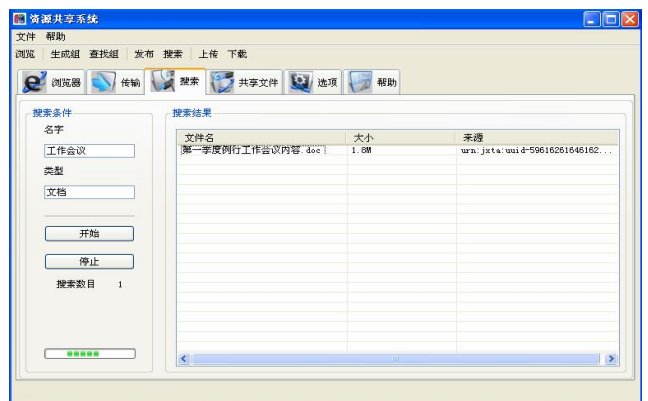 资源共享系统
文件 帮助
浏览 生成组 查找组 发布 搜索 上传 下载
浏览器 传输 搜索 共享文件 选项 帮助
搜索条件
名字
工作会议
类型
文档
开始
停止
搜索数目 1
搜索结果
文件名 大小 来源
第一季度例行工作会议内容.doc 1.8M urn:jxta:uuid-59616261646162...